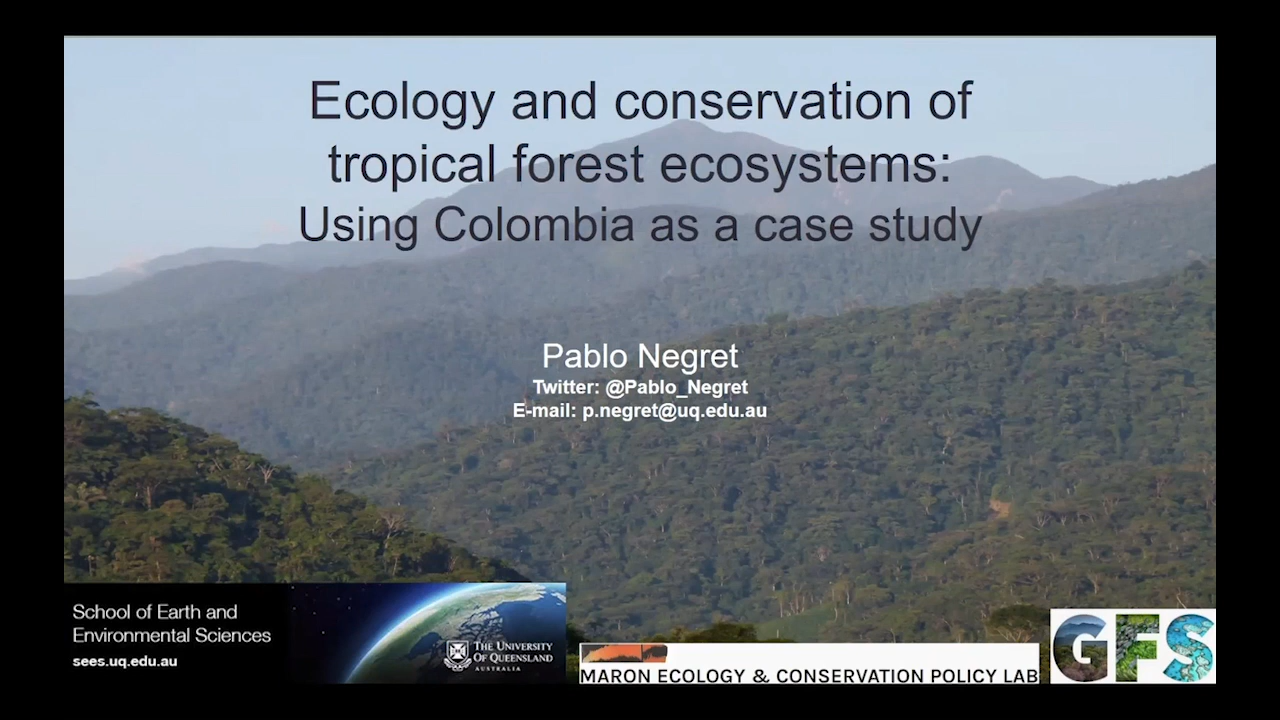 Ecology and conservation of
tropical forest ecosystems:
Using Colombia as a case study
Pablo Negret
Twitter: @Pablo_Negret
E-mail: p.negret@uq.edu.au
School of Earth and
Environmental Sciences
sees.uq.edu.au
THE UNIVERSITY
OF QUEENSLAND
AUSTRALIA
MARON ECOLOGY & CONSERVATION POLICY LAB
GFS